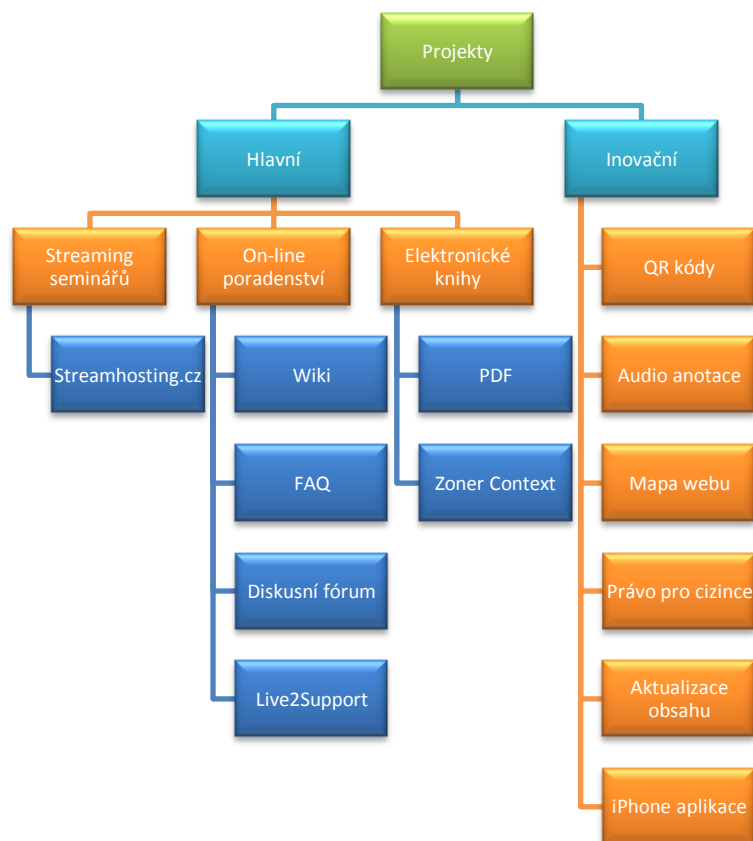 Projekty
Hlavní
Inovační
Streaming
seminářů
On-line
poradenství
Elektronické
knihy
QR kódy
Streamhosting.cz
Wiki
PDF
Audio anotace
FAQ
Zoner Context
Mapa webu
Diskusní fórum
Právo pro cizince
Live2Support
Aktualizace
obsahu
iPhone aplikace